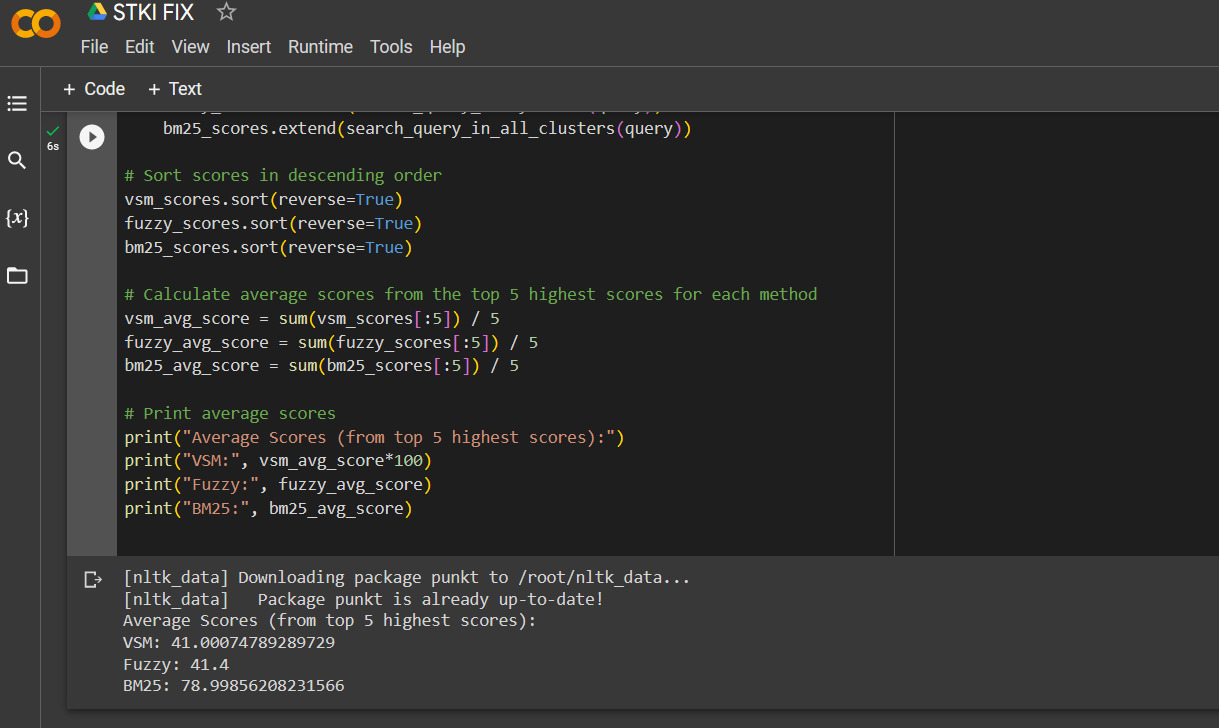 STKI FIX
File Edit View Insert Runtime Tools Help
+ Code + Text
6s
bm25_scores.extend(search_query_in_all_clusters(query))
# Sort scores in descending order
vsm_scores.sort(reverse=True)
fuzzy_scores.sort(reverse=True)
bm25_scores.sort(reverse=True)
# Calculate average scores from the top 5 highest scores for each method
vsm_avg_score = sum(vsm_scores[:5]) / 5
fuzzy_avg_score = sum(fuzzy_scores[:5]) / 5
bm25_avg_score = sum(bm25_scores[:5]) / 5
# Print average scores
print("Average Scores (from top 5 highest scores):")
print("VSM:", vsm_avg_score*100)
print("Fuzzy:", fuzzy_avg_score)
print("BM25:", bm25_avg_score)
{x}
[nltk_data] Downloading package punkt to /root/nltk_data...
[nltk_data]   Package punkt is already up-to-date!
Average Scores (from top 5 highest scores):
VSM: 41.00074789289729
Fuzzy: 41.4
BM25: 78.99856208231566